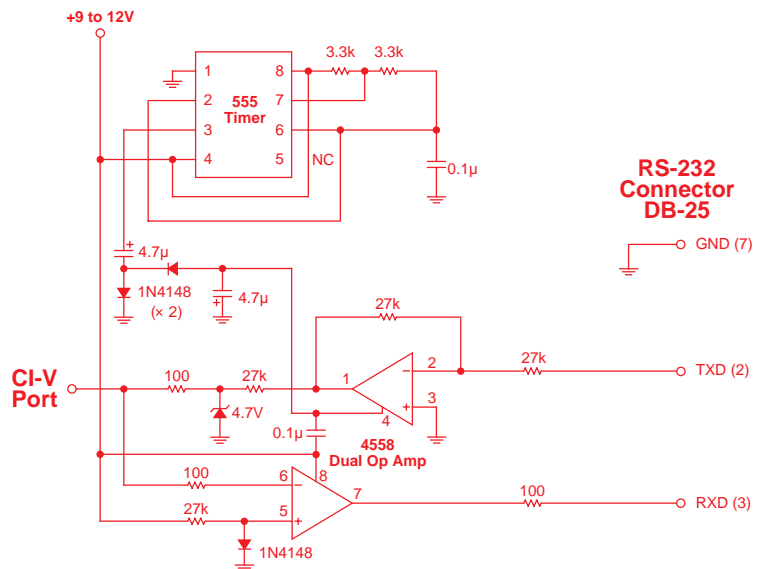 +9 to 12V
3.3k 3.3k
1 8
555
Timer
2 7
3 6
4 5 NC
0.1µ
RS-232
Connector
DB-25
GND (7)
+
4.7µ
1N4148
(× 2)
+
4.7µ
27k
27k
TXD (2)
CI-V
Port
100
27k
1
2
−
+
3
4
4.7V
0.1µ
4558
Dual Op Amp
100
6
−
8
7
100
RXD (3)
27k
5
+
1N4148